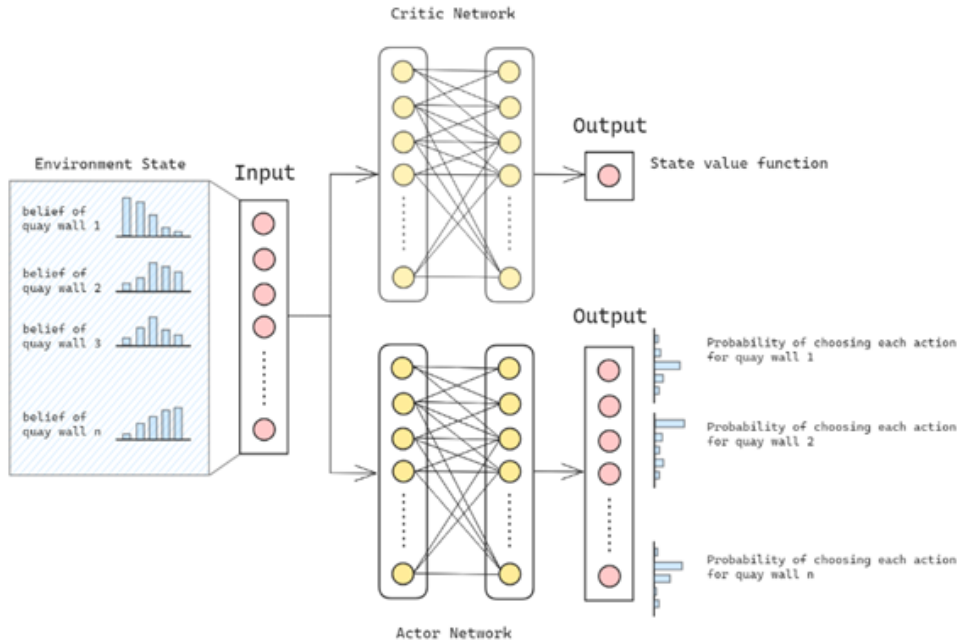 Critic Network
Output
State value function
Environment State
Input
belief of
quay wall 1
belief of
quay wall 2
belief of
quay wall 3
belief of
quay wall n
Output
Probability of choosing each action
for quay wall 1
Probability of choosing each action
for quay wall 2
Probability of choosing each action
for quay wall n
Actor Network